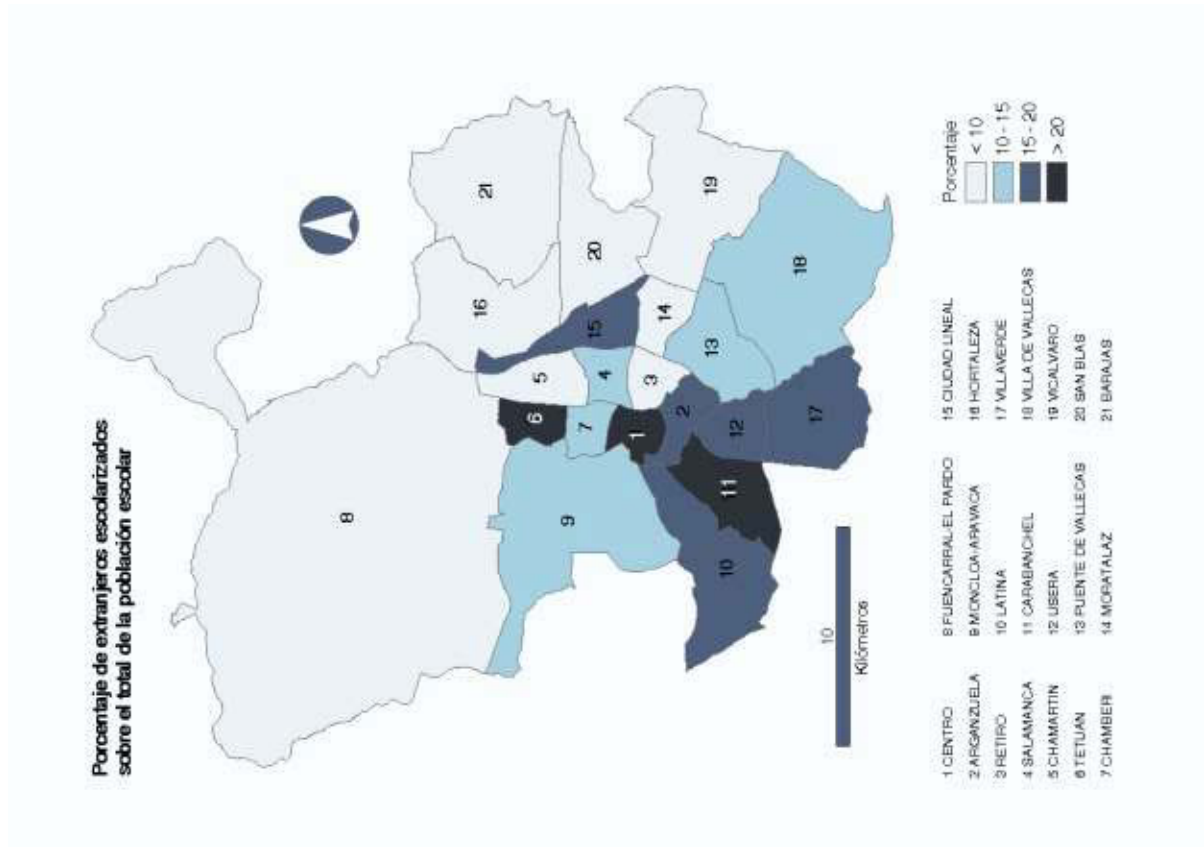 Porcentaje de extranjeros escolarizados
sobre el total de la población escolar
8
21
16
20
19
15
5
14
6
4
9
7
3
13
18
1
2
12
17
11
10
10
Kilómetros
1 CENTRO
2 ARGANZUELA
3 RETIRO
4 SALAMANCA
5 CHAMARTIN
6 TETUAN
7 CHAMBERI
8 FUENCARRAL-EL PARDO
9 MONCLOA-ARAVACA
10 LATINA
11 CARABANCHEL
12 USERA
13 PUENTE DE VALLECAS
14 MORATALAZ
15 CIUDAD LINEAL
16 HORTALEZA
17 VILLAVERDE
18 VILLA DE VALLECAS
19 VICALVARO
20 SAN BLAS
21 BARAJAS
Porcentaje
< 10
10 - 15
15 - 20
> 20